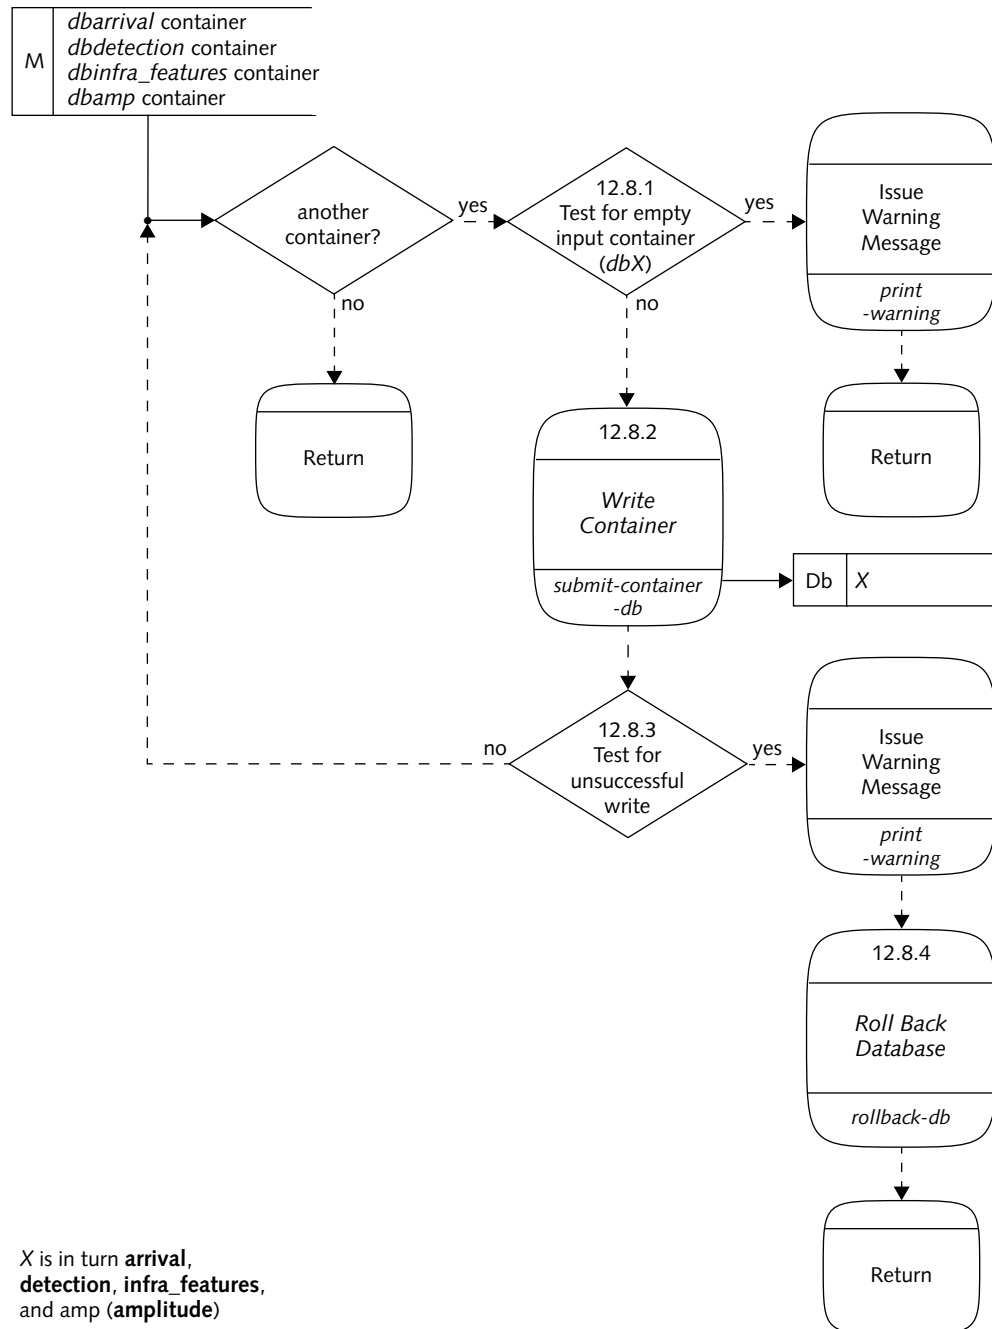 M
dbarrival container
dbdetection container
dbinfra_features container
dbamp container
another
container?
yes
no
12.8.1
Test for empty
input container
(dbX)
yes
no
Issue
Warning
Message
print
-warning
Return
Return
12.8.2
Write
Container
submit-container
-db
Db
X
12.8.3
Test for
unsuccessful
write
no
yes
Issue
Warning
Message
print
-warning
12.8.4
Roll Back
Database
rollback-db
Return
X is in turn arrival,
detection, infra_features,
and amp (amplitude)